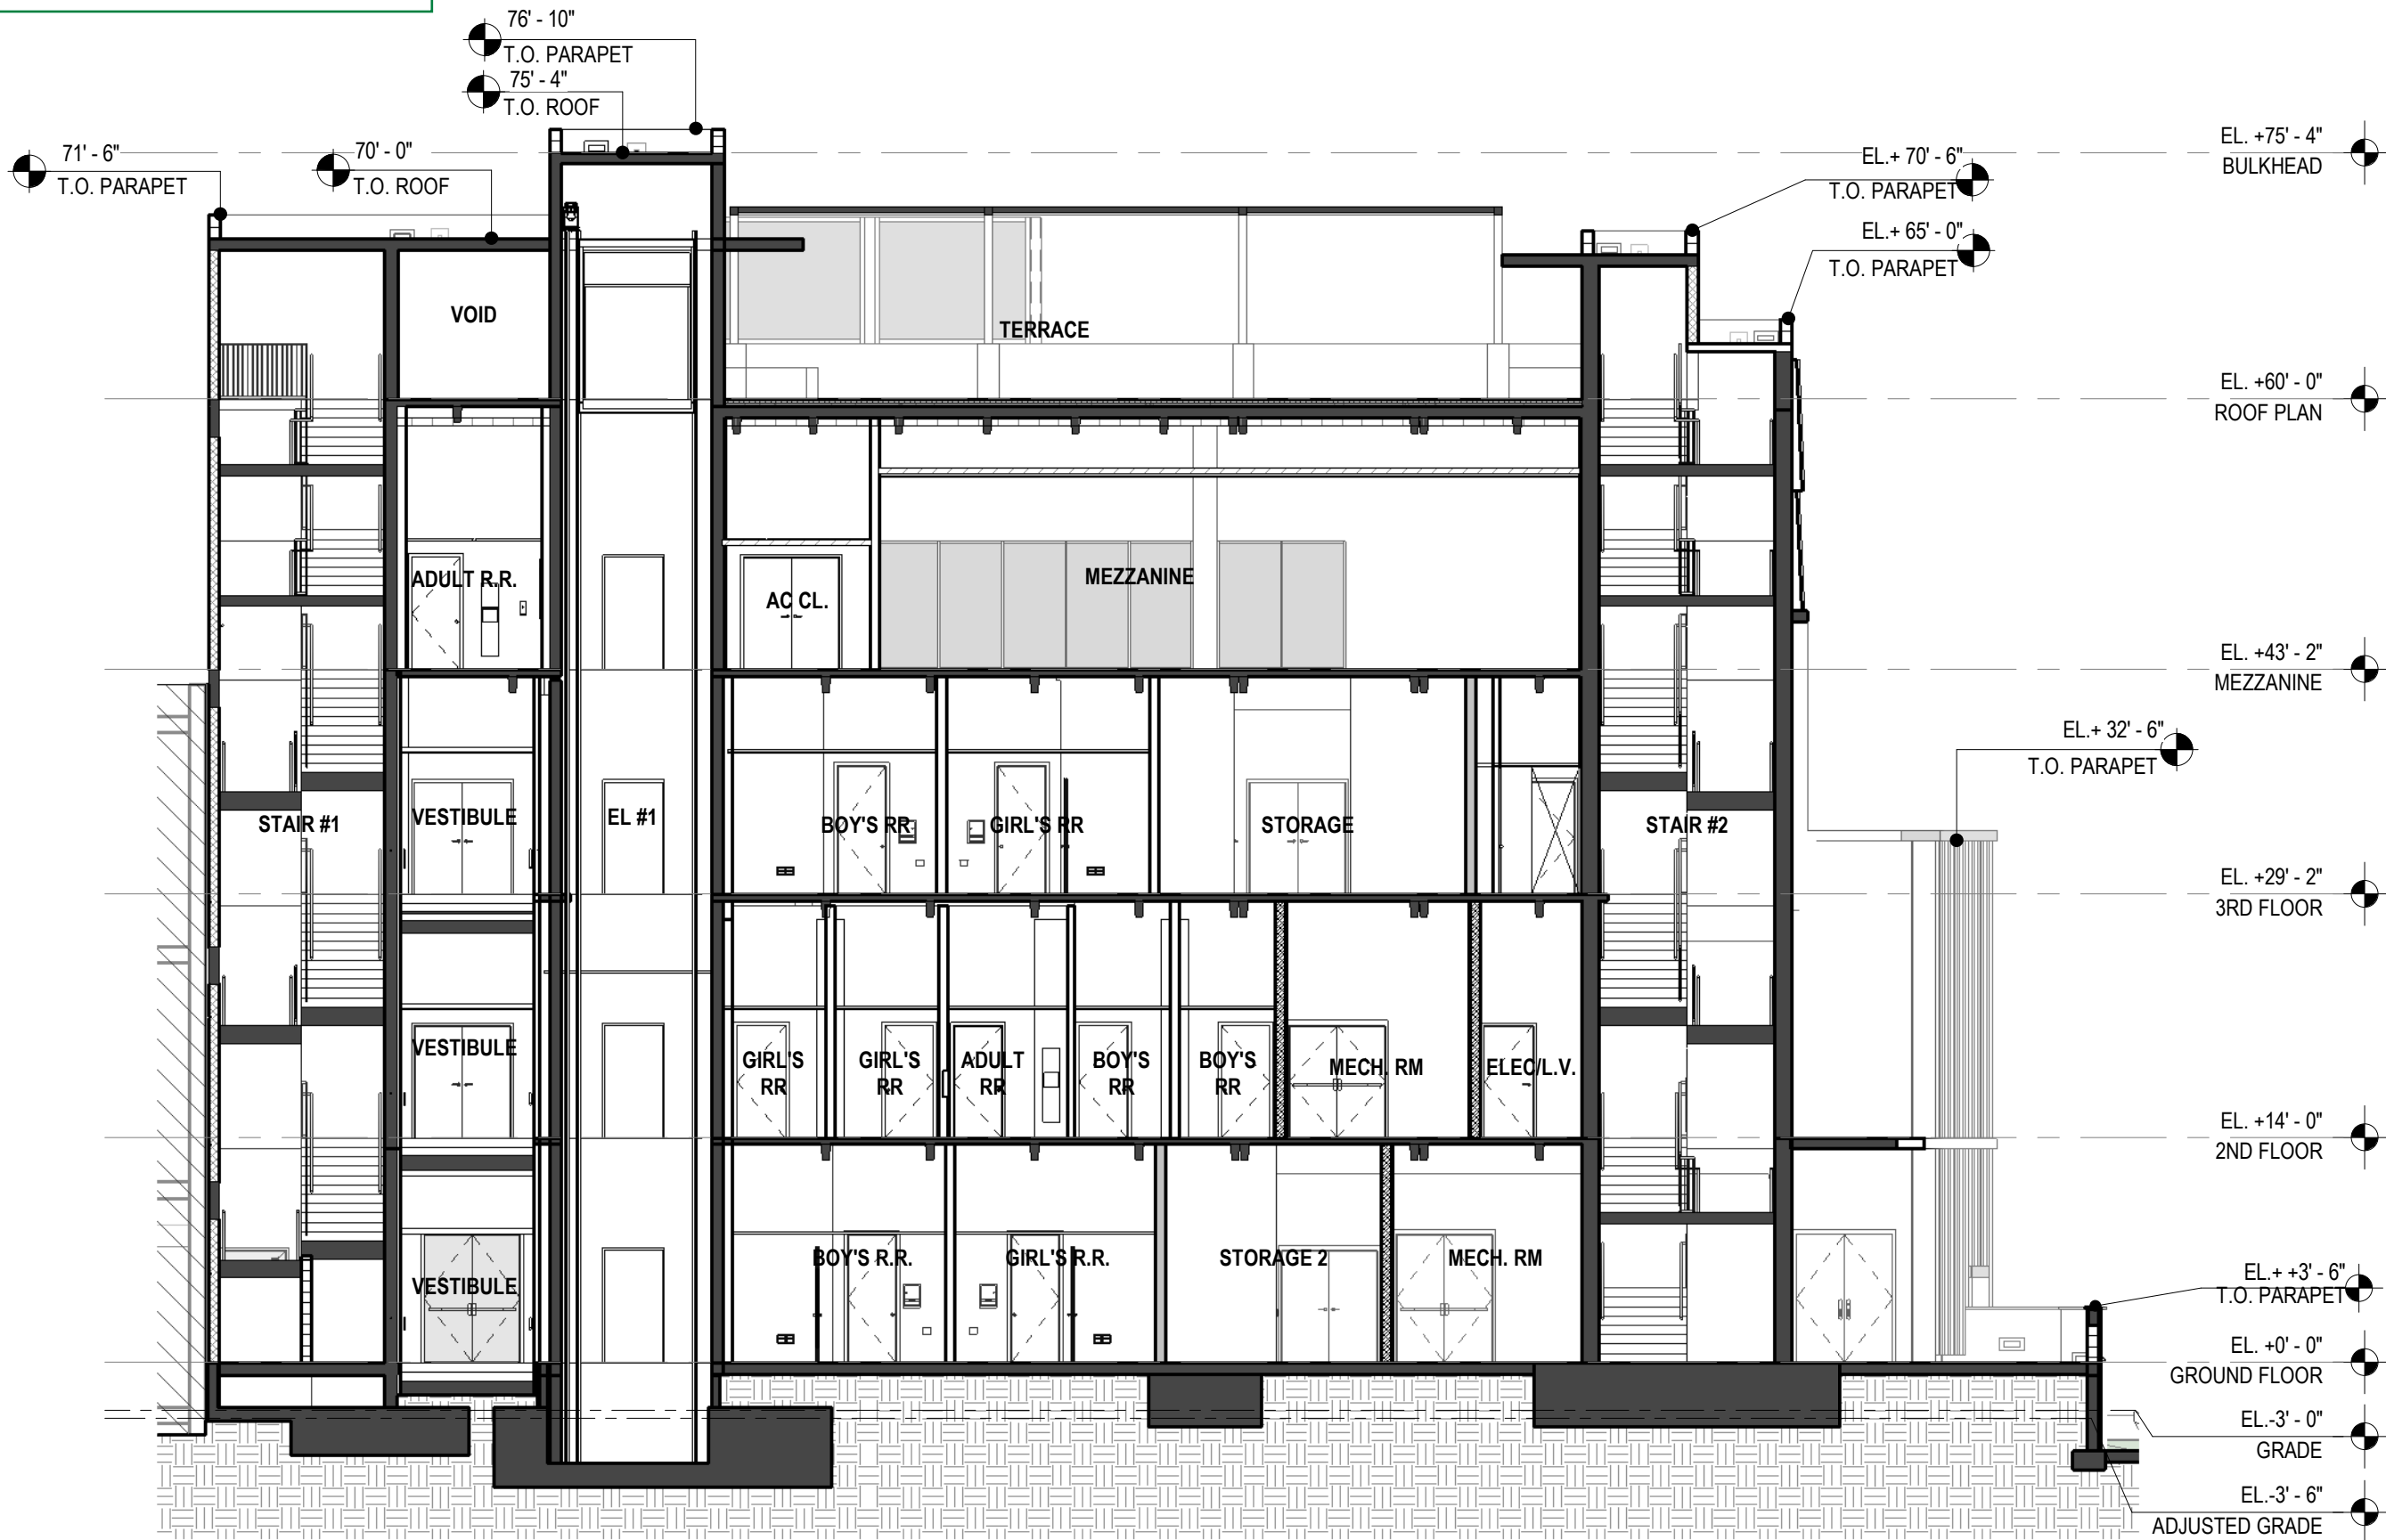 76' - 10"
T.O. PARAPET
75' - 4"
T.O. ROOF
71' - 6"
T.O. PARAPET
70' - 0"
T.O. ROOF
EL. +75' - 4"
BULKHEAD
EL.+ 70' - 6"
T.O. PARAPET
EL.+ 65' - 0"
T.O. PARAPET
VOID
TERRACE
EL. +60' - 0"
ROOF PLAN
ADULT R.R.
AC CL.
MEZZANINE
EL. +43' - 2"
MEZZANINE
EL.+ 32' - 6"
T.O. PARAPET
STAIR #1
VESTIBULE
EL #1
BOY'S RR
GIRL'S RR
STORAGE
STAIR #2
EL. +29' - 2"
3RD FLOOR
VESTIBULE
GIRL'S
RR
GIRL'S
RR
ADULT
RR
BOY'S
RR
BOY'S
RR
MECH. RM
ELEC/L.V.
EL. +14' - 0"
2ND FLOOR
VESTIBULE
BOY'S R.R.
GIRL'S R.R.
STORAGE 2
MECH. RM
EL.+ +3' - 6"
T.O. PARAPET
EL. +0' - 0"
GROUND FLOOR
EL.-3' - 0"
GRADE
EL.-3' - 6"
ADJUSTED GRADE